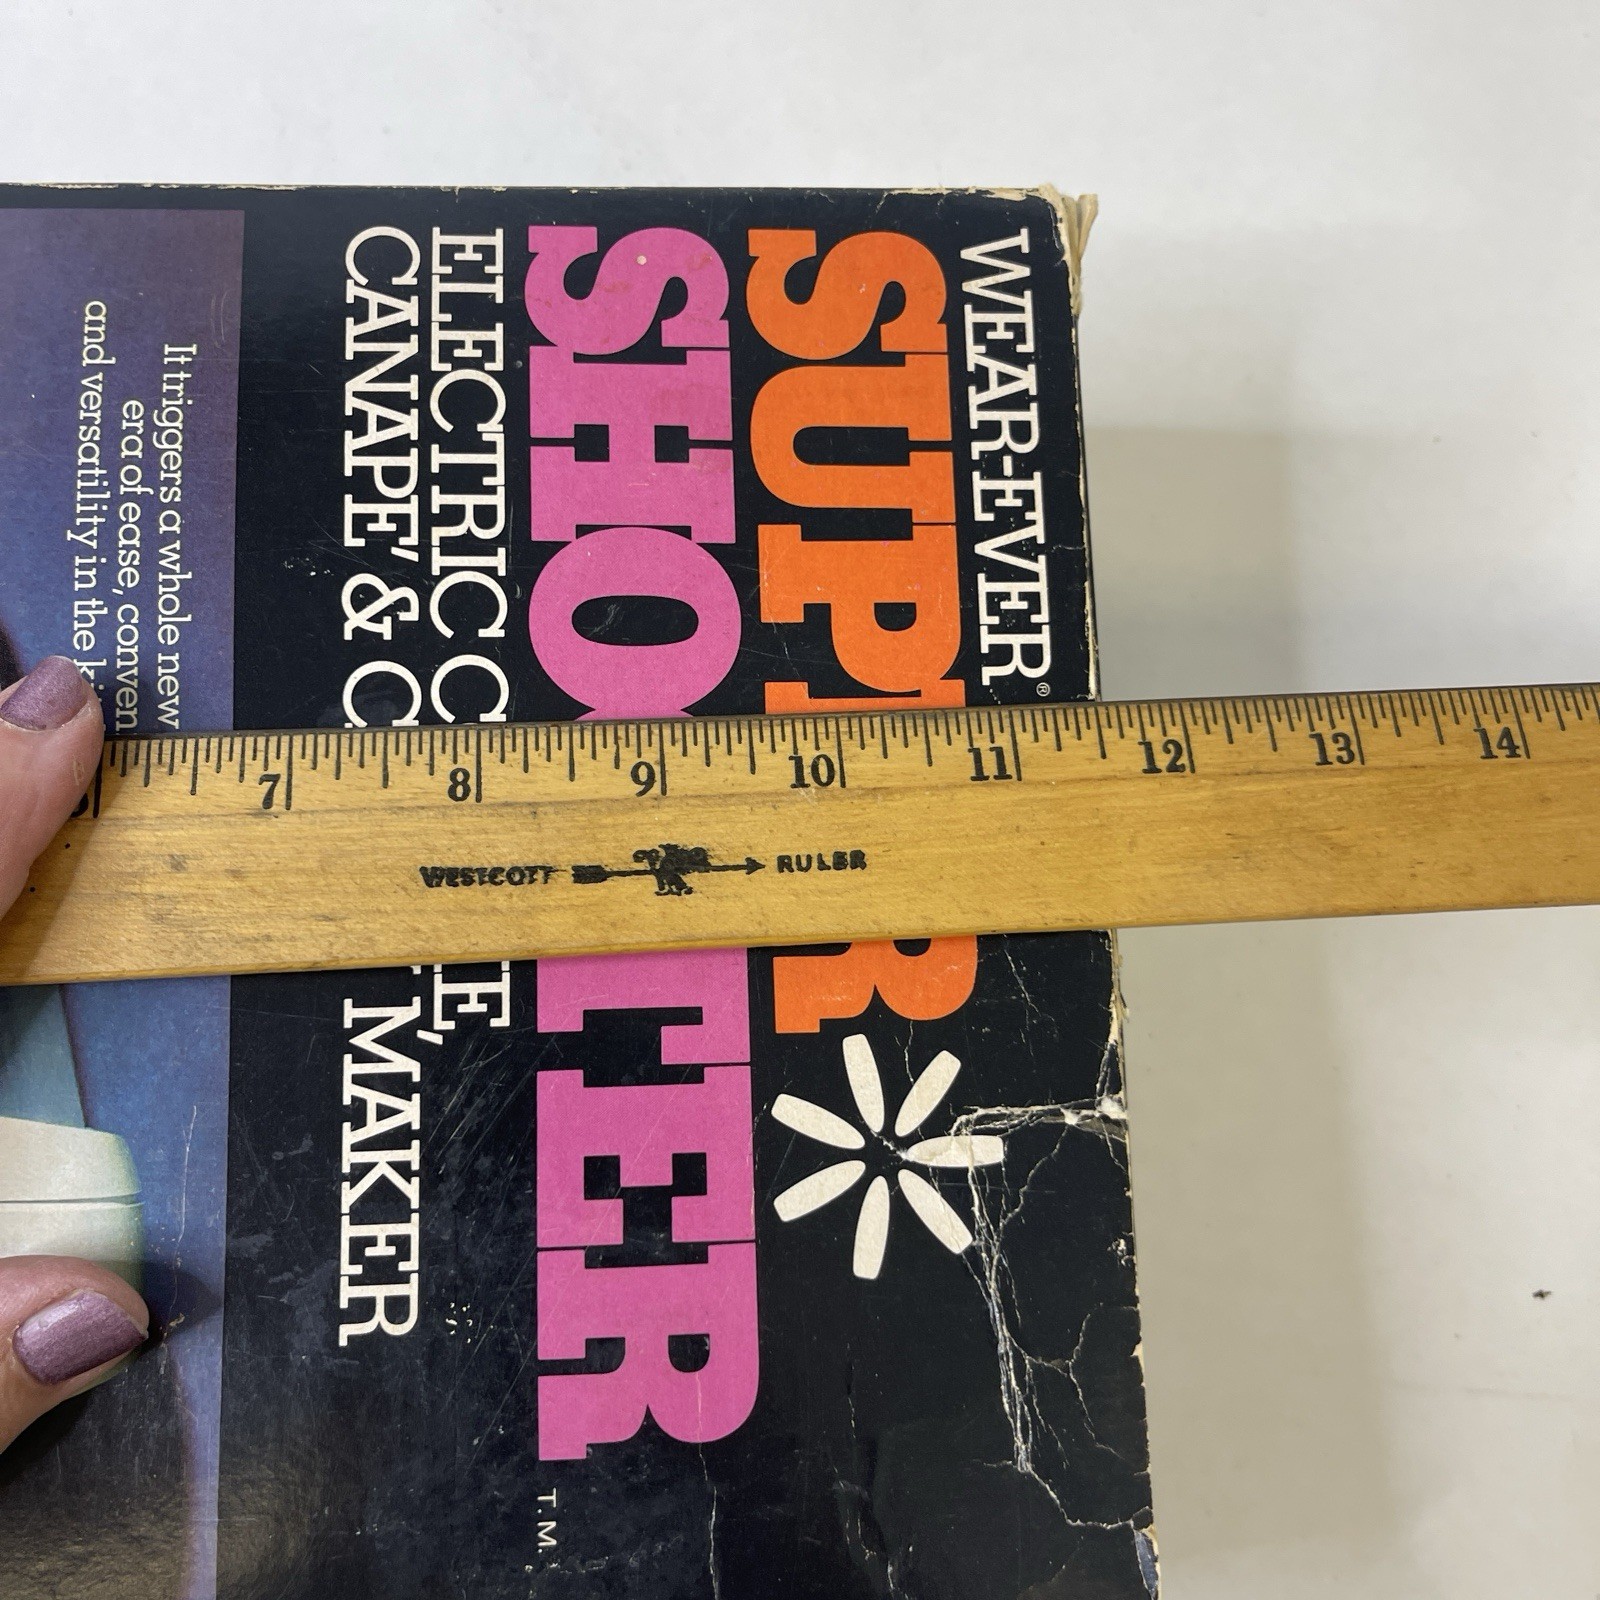 WEAR-EVER®
SUP R
SHO TER T.M.
ELECTRIC C E,
CANAPE' & C T MAKER
It triggers a whole new
era of ease, conven
and versatility in the
7 8 9 10 11 12 13 14
WESTCOTT RULER